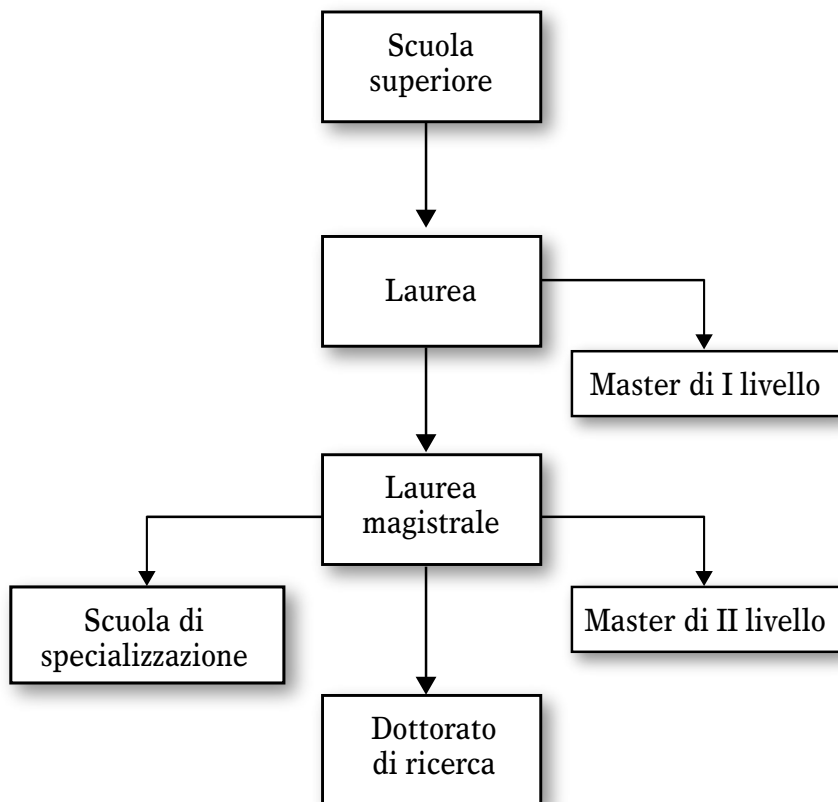 Scuola
superiore
Laurea
Master di I livello
Laurea
magistrale
Scuola di
specializzazione
Master di II livello
Dottorato
di ricerca